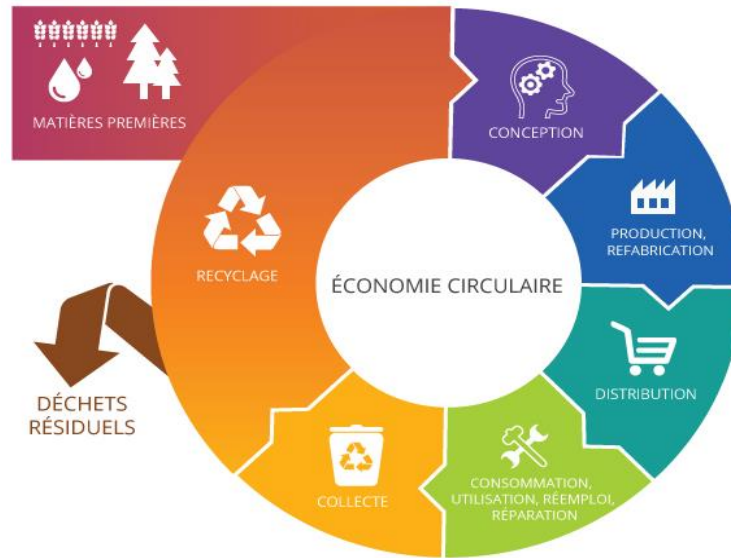 MATIÈRES PREMIÈRES
CONCEPTION
PRODUCTION,
REFABRICATION
RECYCLAGE
ÉCONOMIE CIRCULAIRE
DISTRIBUTION
DÉCHETS
RÉSIDUELS
COLLECTE
CONSOMMATION,
UTILISATION, RÉEMPLOI,
RÉPARATION